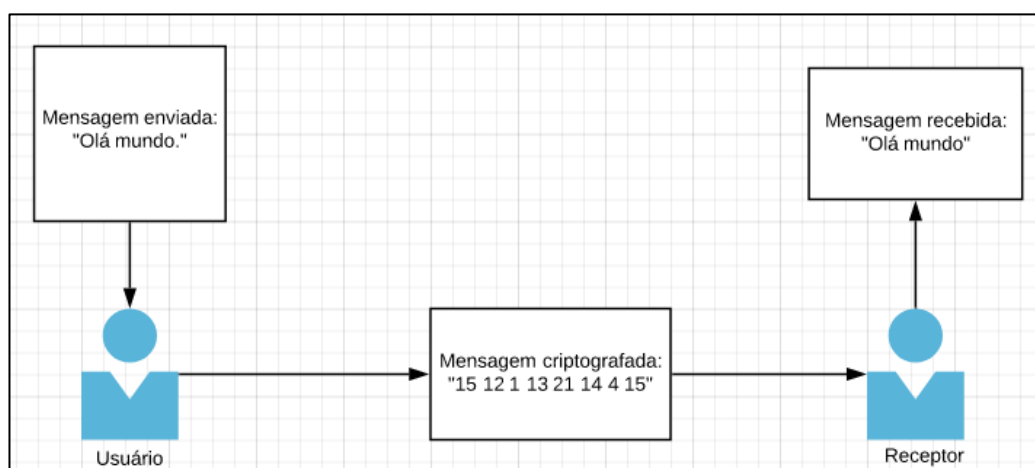 Mensagem enviada:
"Olá mundo."
Mensagem recebida:
"Olá mundo"
Mensagem criptografada:
"15 12 1 13 21 14 4 15"
Usuário
Receptor